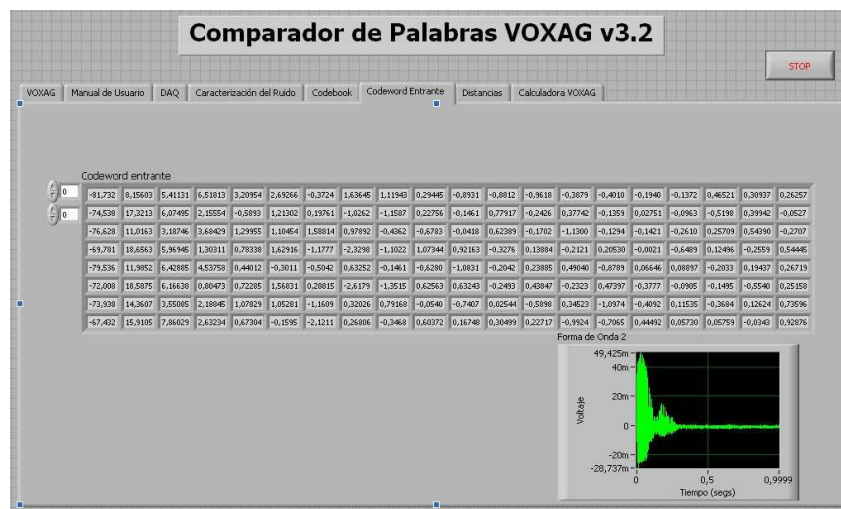 Comparador de Palabras VOXAG v3.2
STOP
VOXAG Manual de Usuario DAQ Caracterización del Ruido Codebook Codeword Entrante Distancias Calculadora VOXAG
Codeword entrante
0 -81,732 8,15603 5,41131 6,51813 3,20954 2,69266 -0,3724 1,63645 1,11943 0,29445 -0,8931 -0,8812 -0,9618 -0,3879 -0,4010 -0,1940 -0,1372 0,46521 0,30937 0,26257
0 -74,538 17,3213 6,07495 2,15554 -0,5893 1,21302 0,19761 -1,0262 -1,1587 0,22756 -0,1461 0,77917 -0,2426 0,37742 -0,1359 0,02751 -0,0963 -0,5198 0,39942 -0,0527
-76,628 11,0163 3,18746 3,68429 1,29955 1,10454 1,58814 0,97892 -0,4362 -0,6783 -0,0418 0,62389 -0,1702 -1,1300 -0,1294 -0,1421 -0,2610 0,25709 0,54390 -0,2707
-69,781 18,6563 5,96945 1,30311 0,78338 1,62916 -1,1777 -2,3298 -1,1022 1,07344 0,92163 -0,3276 0,13884 -0,2121 0,20530 -0,0021 -0,6489 0,12496 -0,2559 0,54445
-79,536 11,9852 6,42885 4,53758 0,44012 -0,3011 -0,5042 0,63252 -0,1461 -0,6280 -1,0831 -0,2042 0,23885 0,49040 -0,8789 0,06646 0,08897 -0,2033 0,19437 0,26719
-72,008 18,5875 6,16638 0,80473 0,72285 1,56831 0,28815 -2,6179 -1,3515 0,62563 0,63243 -0,2493 0,43847 -0,2323 0,47397 -0,3777 -0,0905 -0,1495 -0,5540 0,25158
-73,938 14,3607 3,55085 2,18845 1,07829 1,05281 -1,1609 0,32026 0,79168 -0,0540 -0,7407 0,02544 -0,5898 0,34523 -1,0974 -0,4092 0,11535 -0,3684 0,12624 0,73596
-67,432 15,9105 7,86029 2,63234 0,67304 -0,1595 -2,1211 0,26806 -0,3468 0,60372 0,16748 0,30499 0,22717 -0,9924 -0,7065 0,44492 0,05730 0,05759 -0,0343 0,92876
Forma de Onda 2
49,425m
40m
20m
0
-20m
-28,737m
Voltaje
0 0,5 0,9999
Tiempo (segs)